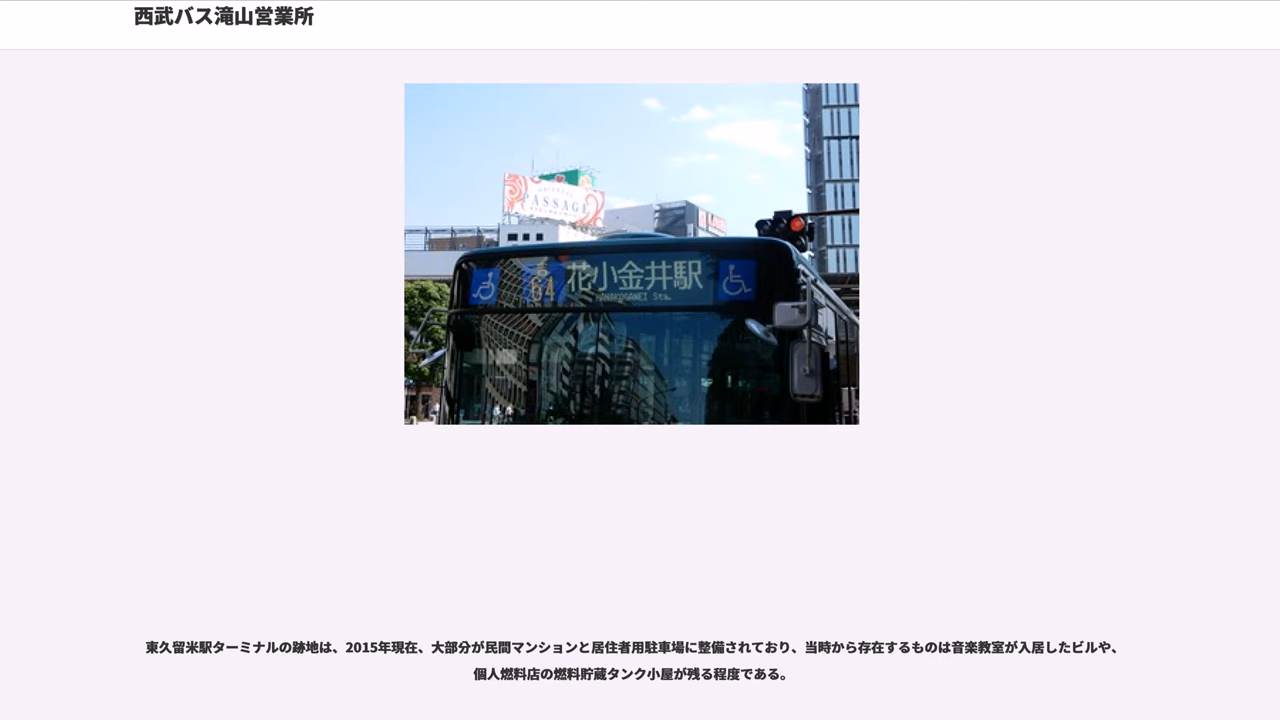 西武バス滝山営業所
PASSAGE
花小金井駅
64
HANAKOGANEI Sta.
東久留米駅ターミナルの跡地は、2015年現在、大部分が民間マンションと居住者用駐車場に整備されており、当時から存在するものは音楽教室が入居したビルや、
個人燃料店の燃料貯蔵タンク小屋が残る程度である。